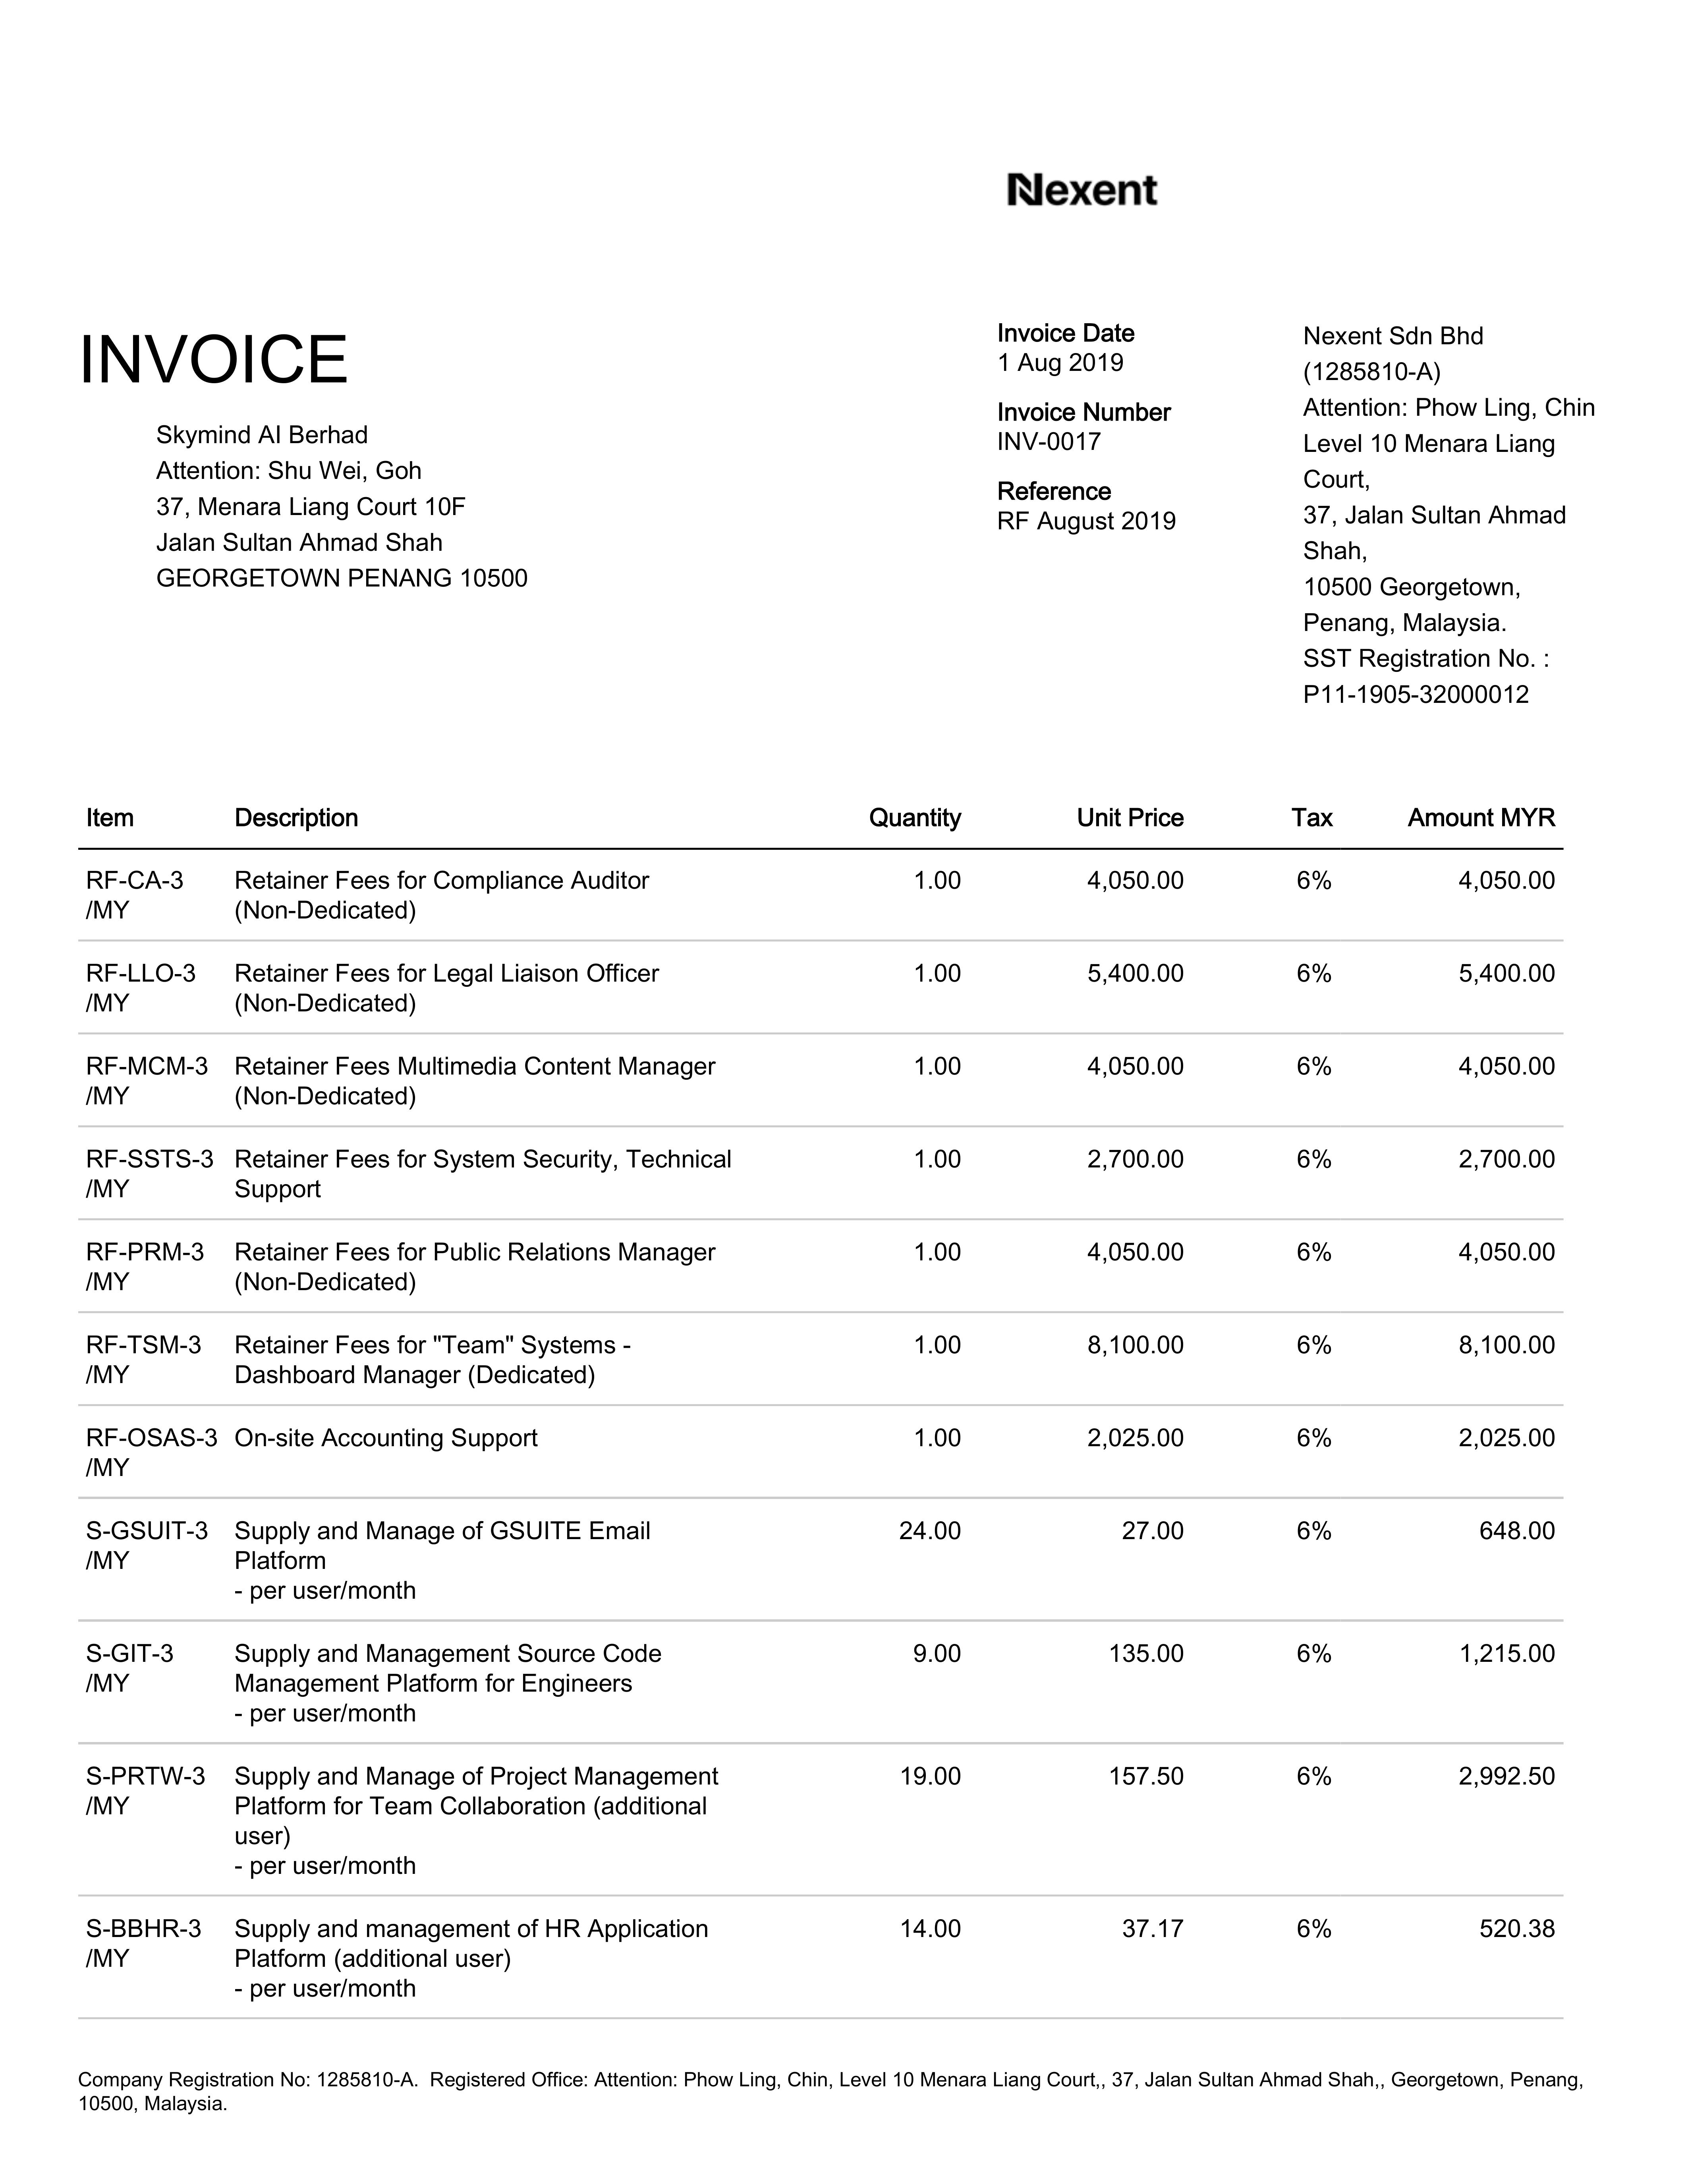 Nexent
INVOICE
Skymind AI Berhad
Attention: Shu Wei, Goh
37, Menara Liang Court 10F
Jalan Sultan Ahmad Shah
GEORGETOWN PENANG 10500
Invoice Date
1 Aug 2019
Invoice Number
INV-0017
Reference
RF August 2019
Nexent Sdn Bhd
(1285810-A)
Attention: Phow Ling, Chin
Level 10 Menara Liang
Court,
37, Jalan Sultan Ahmad
Shah,
10500 Georgetown,
Penang, Malaysia.
SST Registration No. :
P11-1905-32000012
Item Description Quantity Unit Price Tax Amount MYR
RF-CA-3 Retainer Fees for Compliance Auditor 1.00 4,050.00 6% 4,050.00
/MY (Non-Dedicated)
RF-LLO-3 Retainer Fees for Legal Liaison Officer 1.00 5,400.00 6% 5,400.00
/MY (Non-Dedicated)
RF-MCM-3 Retainer Fees Multimedia Content Manager 1.00 4,050.00 6% 4,050.00
/MY (Non-Dedicated)
RF-SSTS-3 Retainer Fees for System Security, Technical 1.00 2,700.00 6% 2,700.00
/MY Support
RF-PRM-3 Retainer Fees for Public Relations Manager 1.00 4,050.00 6% 4,050.00
/MY (Non-Dedicated)
RF-TSM-3 Retainer Fees for "Team" Systems - 1.00 8,100.00 6% 8,100.00
/MY Dashboard Manager (Dedicated)
RF-OSAS-3 On-site Accounting Support 1.00 2,025.00 6% 2,025.00
/MY
S-GSUIT-3 Supply and Manage of GSUITE Email 24.00 27.00 6% 648.00
/MY Platform
- per user/month
S-GIT-3 Supply and Management Source Code 9.00 135.00 6% 1,215.00
/MY Management Platform for Engineers
- per user/month
S-PRTW-3 Supply and Manage of Project Management 19.00 157.50 6% 2,992.50
/MY Platform for Team Collaboration (additional
user)
- per user/month
S-BBHR-3 Supply and management of HR Application 14.00 37.17 6% 520.38
/MY Platform (additional user)
- per user/month
Company Registration No: 1285810-A. Registered Office: Attention: Phow Ling, Chin, Level 10 Menara Liang Court,, 37, Jalan Sultan Ahmad Shah,, Georgetown, Penang,
10500, Malaysia.